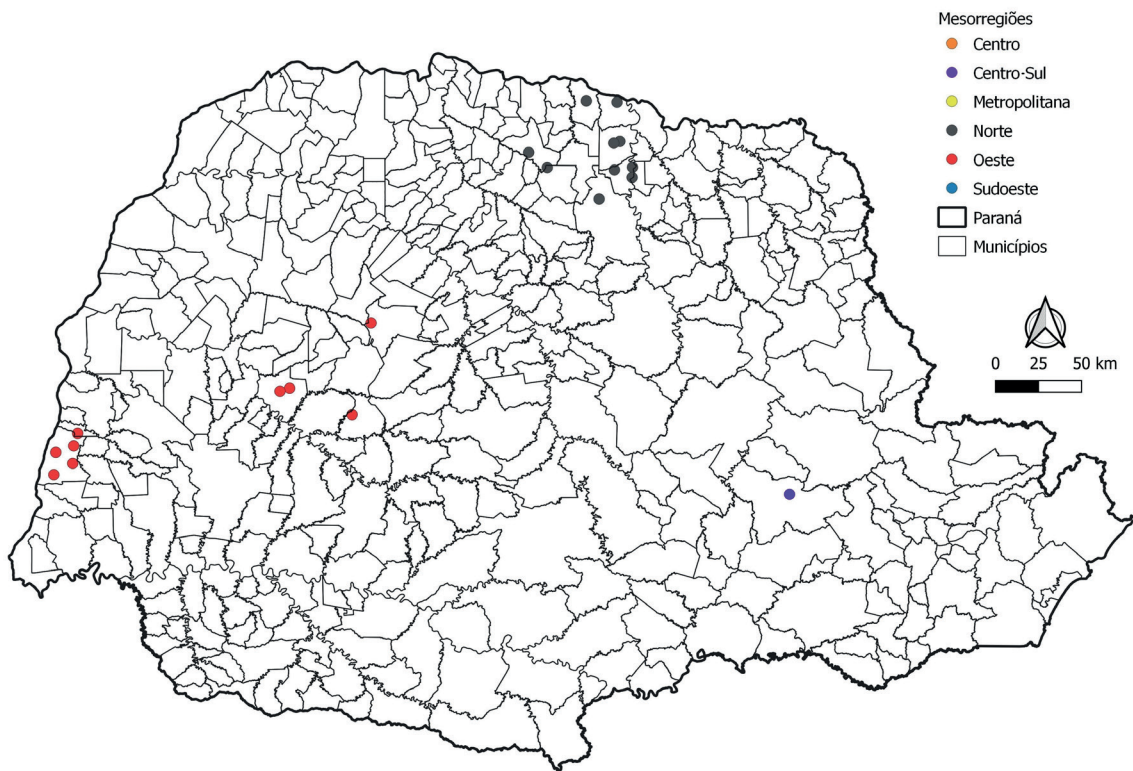 Mesorregiões
Centro
Centro-Sul
Metropolitana
Norte
Oeste
Sudoeste
Paraná
Municípios
0 25 50 km